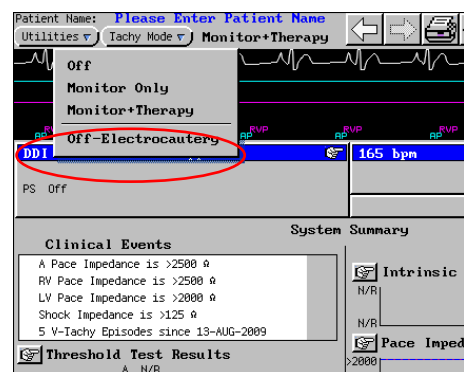 Patient Name: Please Enter Patient Name
Utilities Tachy Mode Monitor+Therapy
Off
Monitor Only
Monitor+Therapy
Off-Electrocautery
RVP RVP RVP
AP AP AP AP
DDI 165 bpm
PS Off
System Summary
Clinical Events
A Pace Impedance is >2500 Ω
RV Pace Impedance is >2500 Ω
LV Pace Impedance is >2000 Ω
Shock Impedance is >125 Ω
5 V-Tachy Episodes since 13-AUG-2009
Intrinsic
N/R
N/R
Threshold Test Results
A N/R
Pace Imped
>2000